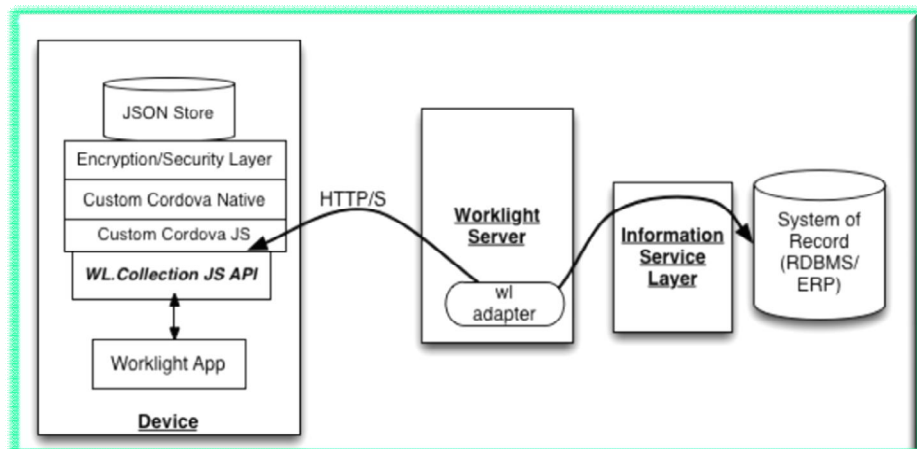 JSON Store
Encryption/Security Layer
Custom Cordova Native
Custom Cordova JS
WL.Collection JS API
Worklight App
Device
HTTP/S
Worklight
Server
wl
adapter
Information
Service
Layer
System of
Record
(RDBMS/
ERP)